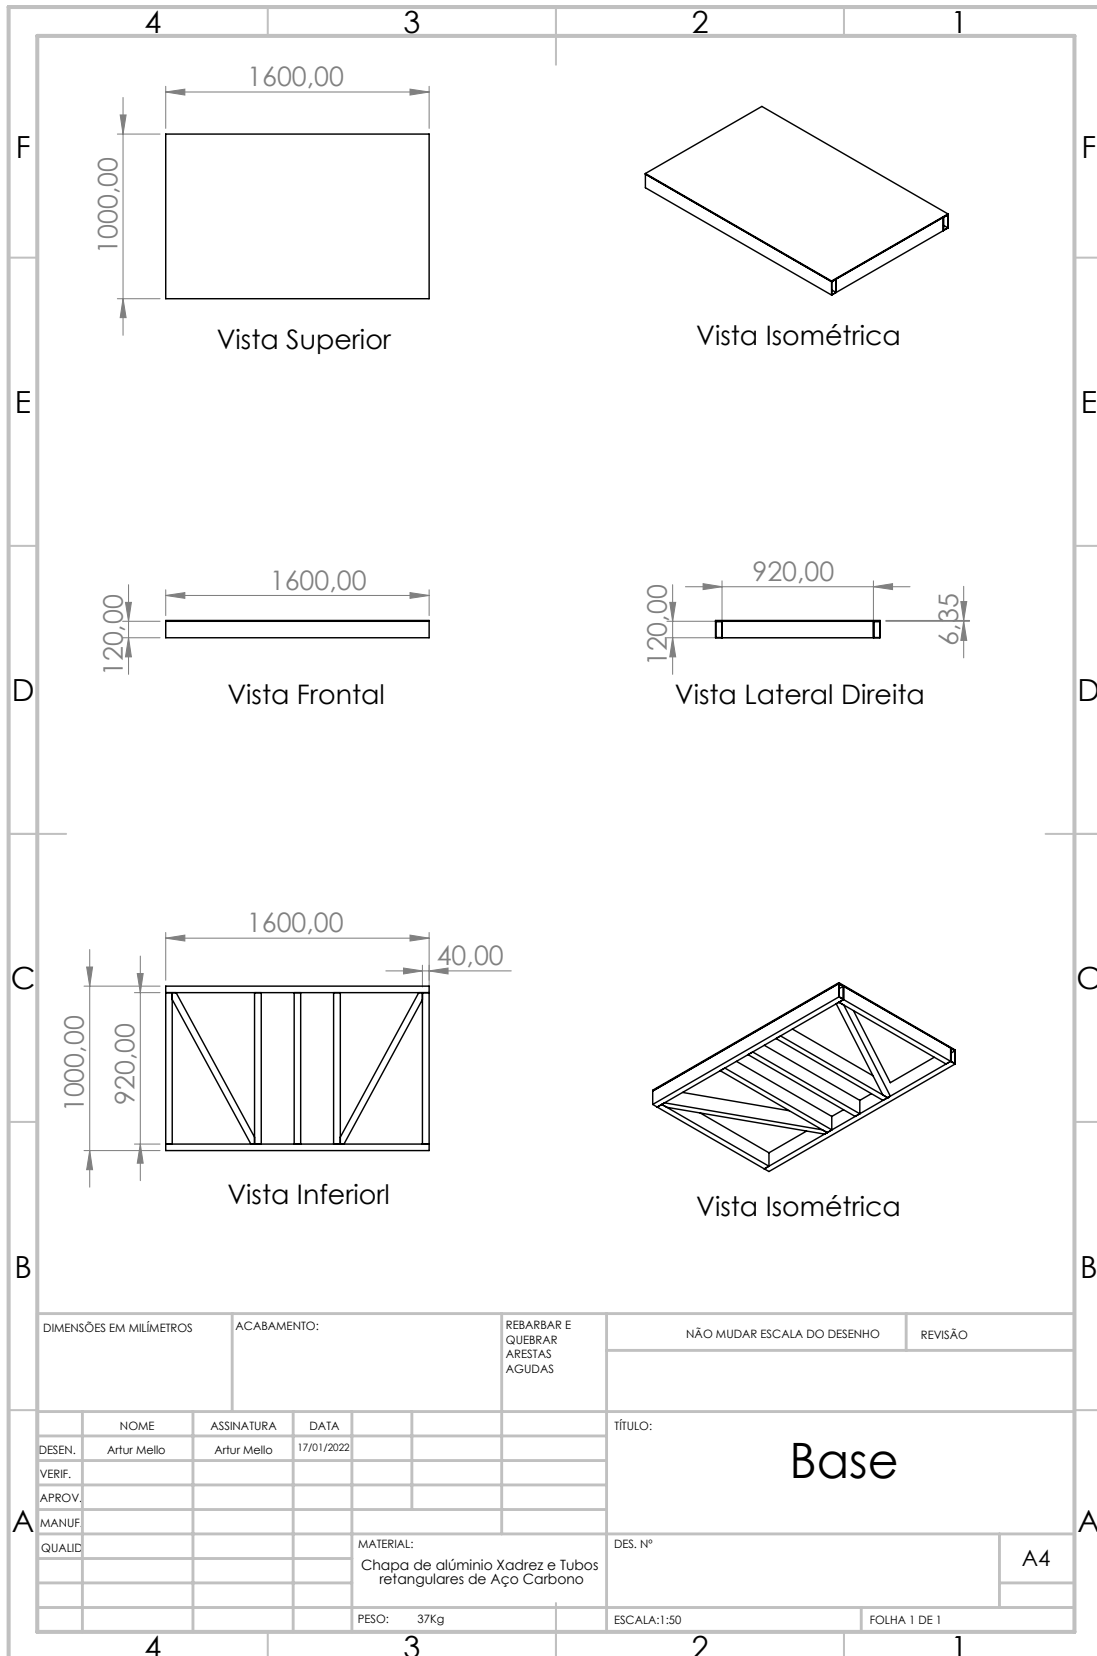 4 3 2 1
F F
1600,00
1000,00
Vista Superior
Vista Isométrica
E E
1600,00
120,00
Vista Frontal
920,00
120,00
6,35
Vista Lateral Direita
D D
1600,00
40,00
1000,00
920,00
Vista Inferiorl
Vista Isométrica
C C
B B
DIMENSÕES EM MILÍMETROS
ACABAMENTO:
REBARBAR E
QUEBRAR
ARESTAS
AGUDAS
NÃO MUDAR ESCALA DO DESENHO
REVISÃO
NOME ASSINATURA DATA
DESEN. Artur Mello Artur Mello 17/01/2022
VERIF.
APROV.
MANUF
QUALID
TÍTULO:
Base
A A
MATERIAL:
Chapa de alúminio Xadrez e Tubos
retangulares de Aço Carbono
DES. Nº
A4
PESO: 37Kg
ESCALA:1:50
FOLHA 1 DE 1
4 3 2 1